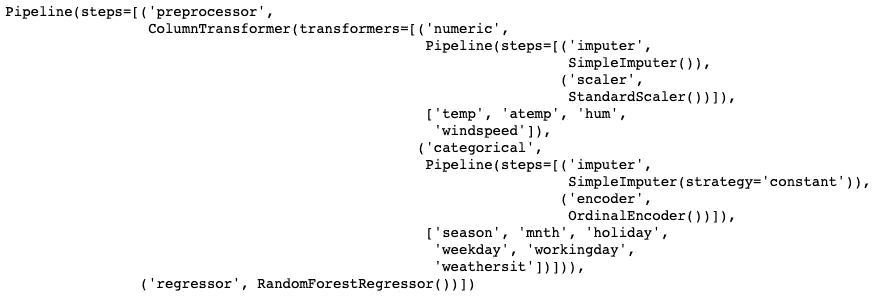 Pipeline(steps=[('preprocessor',
                 ColumnTransformer(transformers=[('numeric',
                                                  Pipeline(steps=[('imputer',
                                                                   SimpleImputer()),
                                                                  ('scaler',
                                                                   StandardScaler())]),
                                                  ['temp', 'atemp', 'hum',
                                                   'windspeed']),
                                                 ('categorical',
                                                  Pipeline(steps=[('imputer',
                                                                   SimpleImputer(strategy='constant')),
                                                                  ('encoder',
                                                                   OrdinalEncoder())]),
                                                  ['season', 'mnth', 'holiday',
                                                   'weekday', 'workingday',
                                                   'weathersit'])])),
                ('regressor', RandomForestRegressor())])